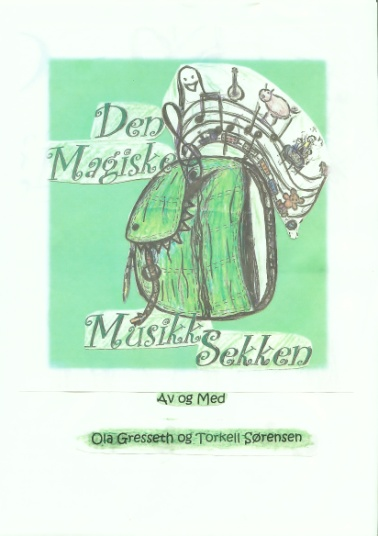 Den
Magiske
Musikk
Sekken
Av og Med
Ola Gresseth og Torkell Sørensen